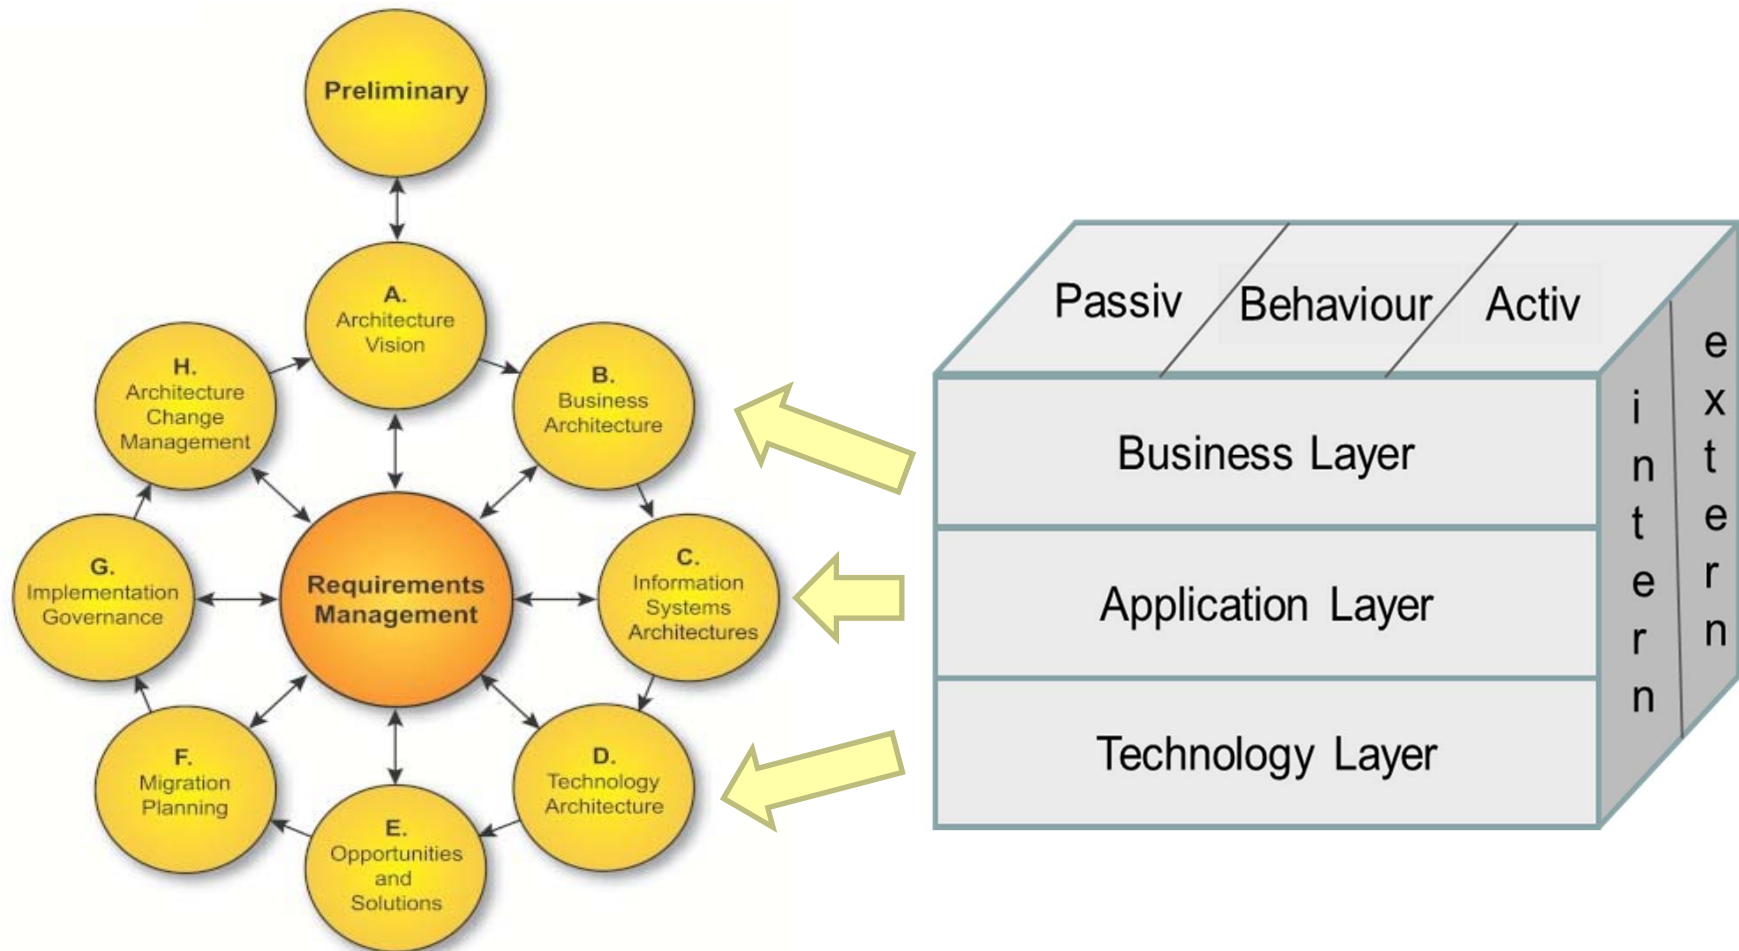 Preliminary
A.
Architecture
Vision
B.
Business
Architecture
C.
Information
Systems
Architectures
D.
Technology
Architecture
E.
Opportunities
and
Solutions
F.
Migration
Planning
G.
Implementation
Governance
H.
Architecture
Change
Management
Requirements
Management
Passiv
Behaviour
Activ
Business Layer
Application Layer
Technology Layer
intern
extern